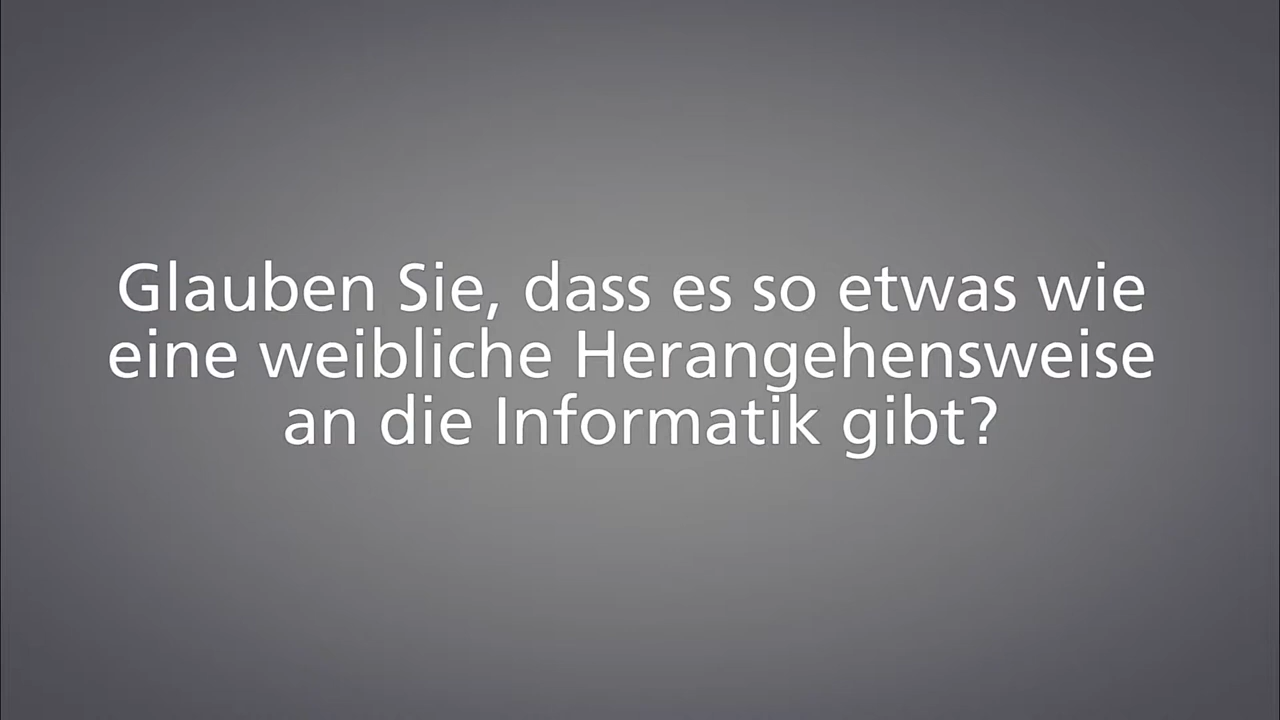 Glauben Sie, dass es so etwas wie
eine weibliche Herangehensweise
an die Informatik gibt?